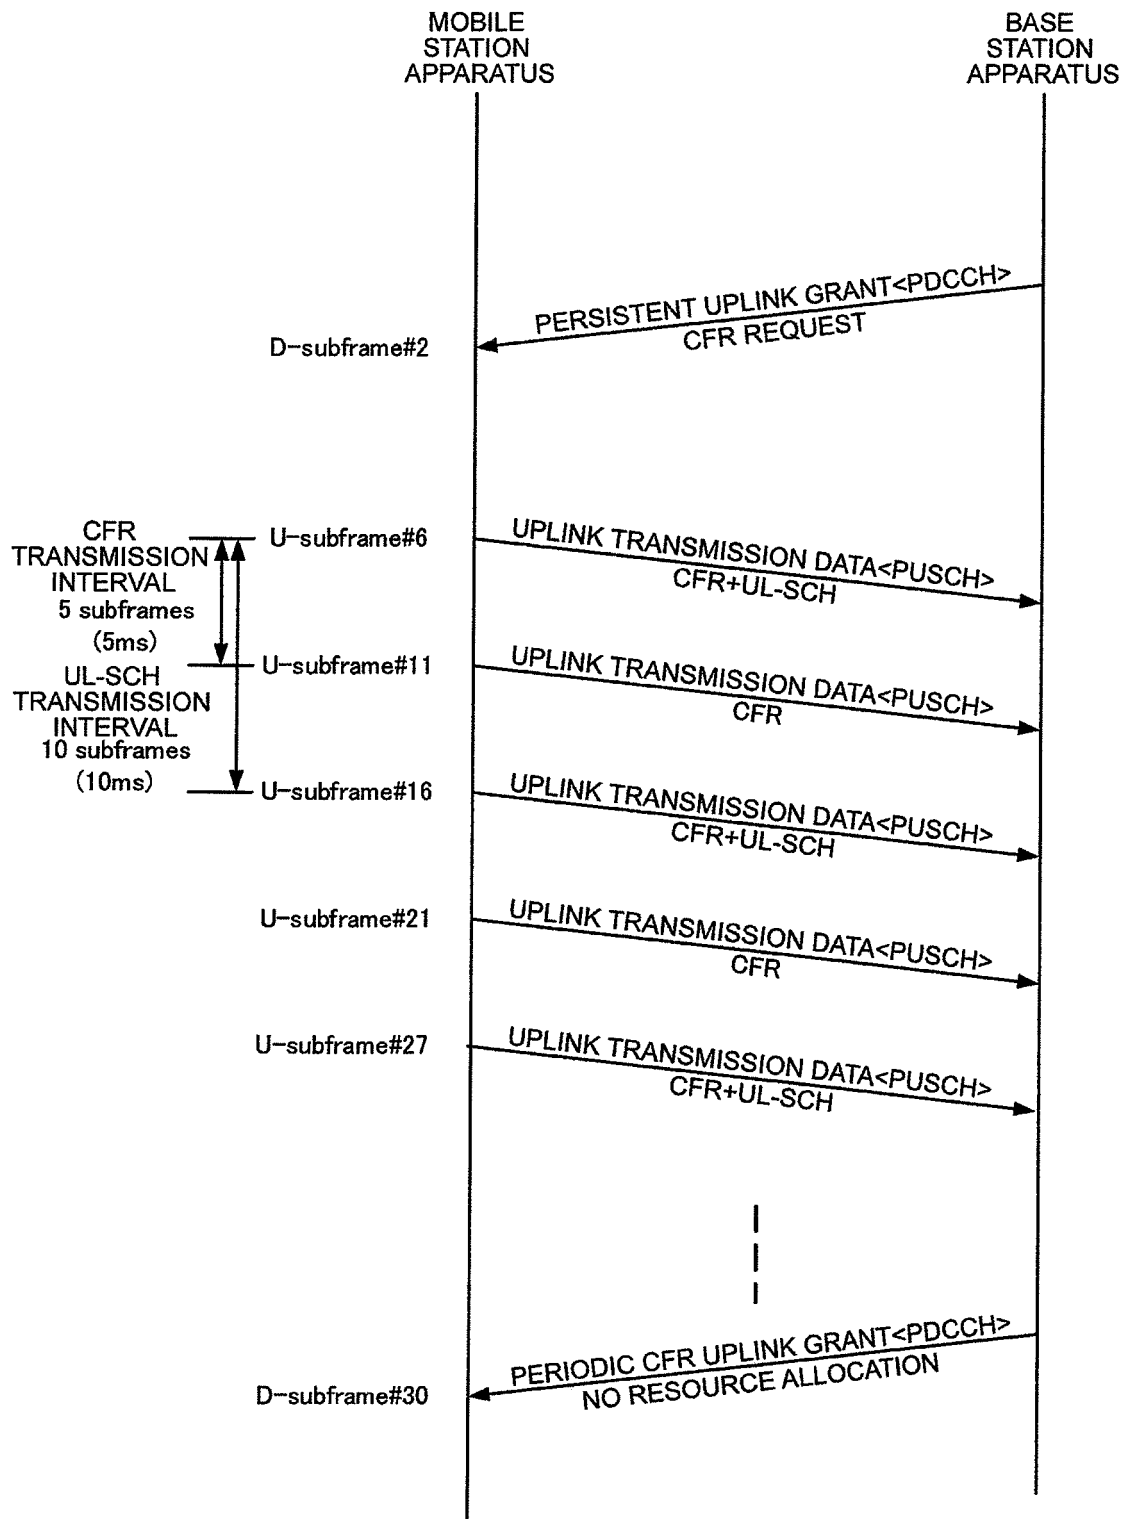 MOBILE
STATION
APPARATUS
BASE
STATION
APPARATUS
PERSISTENT UPLINK GRANT<PDCCH>
CFR REQUEST
D-subframe#2
CFR
TRANSMISSION
INTERVAL
5 subframes
(5ms)
U-subframe#6
UPLINK TRANSMISSION DATA<PUSCH>
CFR+UL-SCH
UL-SCH
TRANSMISSION
INTERVAL
10 subframes
(10ms)
U-subframe#11
UPLINK TRANSMISSION DATA<PUSCH>
CFR
U-subframe#16
UPLINK TRANSMISSION DATA<PUSCH>
CFR+UL-SCH
U-subframe#21
UPLINK TRANSMISSION DATA<PUSCH>
CFR
U-subframe#27
UPLINK TRANSMISSION DATA<PUSCH>
CFR+UL-SCH
PERIODIC CFR UPLINK GRANT<PDCCH>
NO RESOURCE ALLOCATION
D-subframe#30